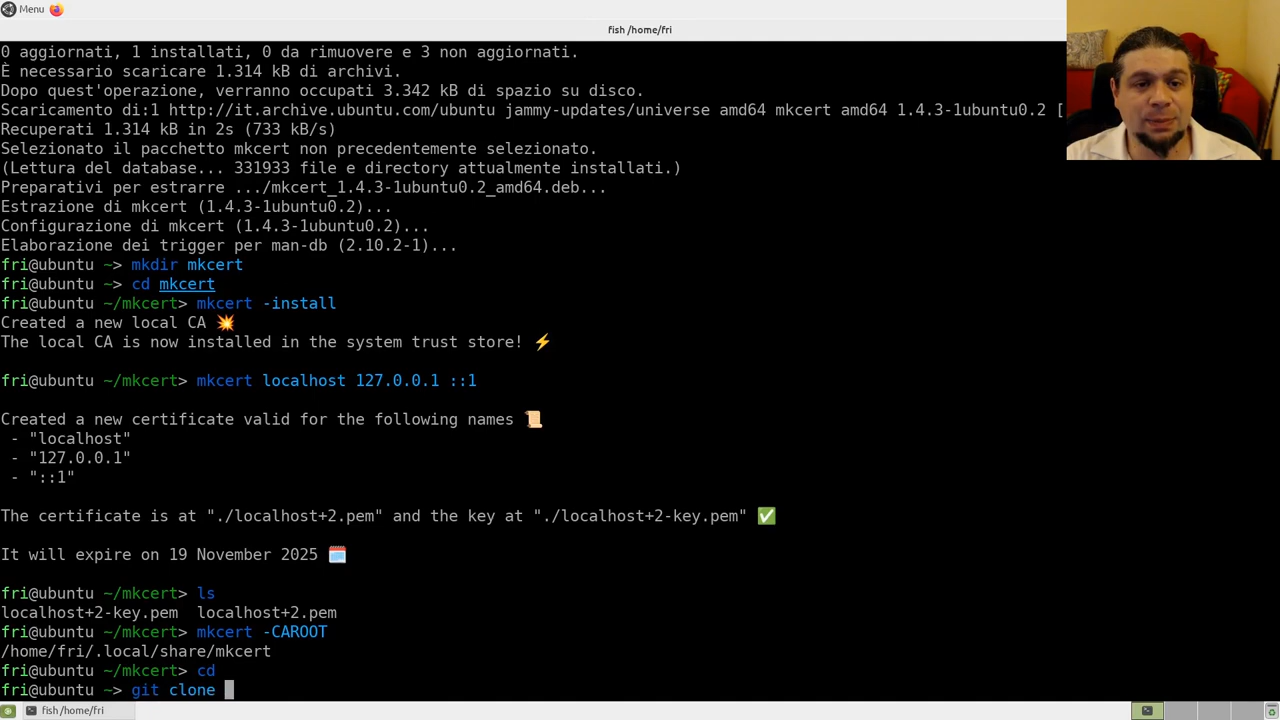 Menu
fish /home/fri
0 aggiornati, 1 installati, 0 da rimuovere e 3 non aggiornati.
È necessario scaricare 1.314 kB di archivi.
Dopo quest'operazione, verranno occupati 3.342 kB di spazio su disco.
Scaricamento di:1 http://it.archive.ubuntu.com/ubuntu jammy-updates/universe amd64 mkcert amd64 1.4.3-1ubuntu0.2 [
Recuperati 1.314 kB in 2s (733 kB/s)
Selezionato il pacchetto mkcert non precedentemente selezionato.
(Lettura del database... 331933 file e directory attualmente installati.)
Preparativi per estrarre .../mkcert_1.4.3-1ubuntu0.2_amd64.deb...
Estrazione di mkcert (1.4.3-1ubuntu0.2)...
Configurazione di mkcert (1.4.3-1ubuntu0.2)...
Elaborazione dei trigger per man-db (2.10.2-1)...
fri@ubuntu ~> mkdir mkcert
fri@ubuntu ~> cd mkcert
fri@ubuntu ~/mkcert> mkcert -install
Created a new local CA 💥
The local CA is now installed in the system trust store! ⚡
fri@ubuntu ~/mkcert> mkcert localhost 127.0.0.1 ::1
Created a new certificate valid for the following names 📜
- "localhost"
- "127.0.0.1"
- "::1"
The certificate is at "./localhost+2.pem" and the key at "./localhost+2-key.pem" ✅
It will expire on 19 November 2025 🗓
fri@ubuntu ~/mkcert> ls
localhost+2-key.pem localhost+2.pem
fri@ubuntu ~/mkcert> mkcert -CAROOT
/home/fri/.local/share/mkcert
fri@ubuntu ~/mkcert> cd
fri@ubuntu ~> git clone
fish /home/fri